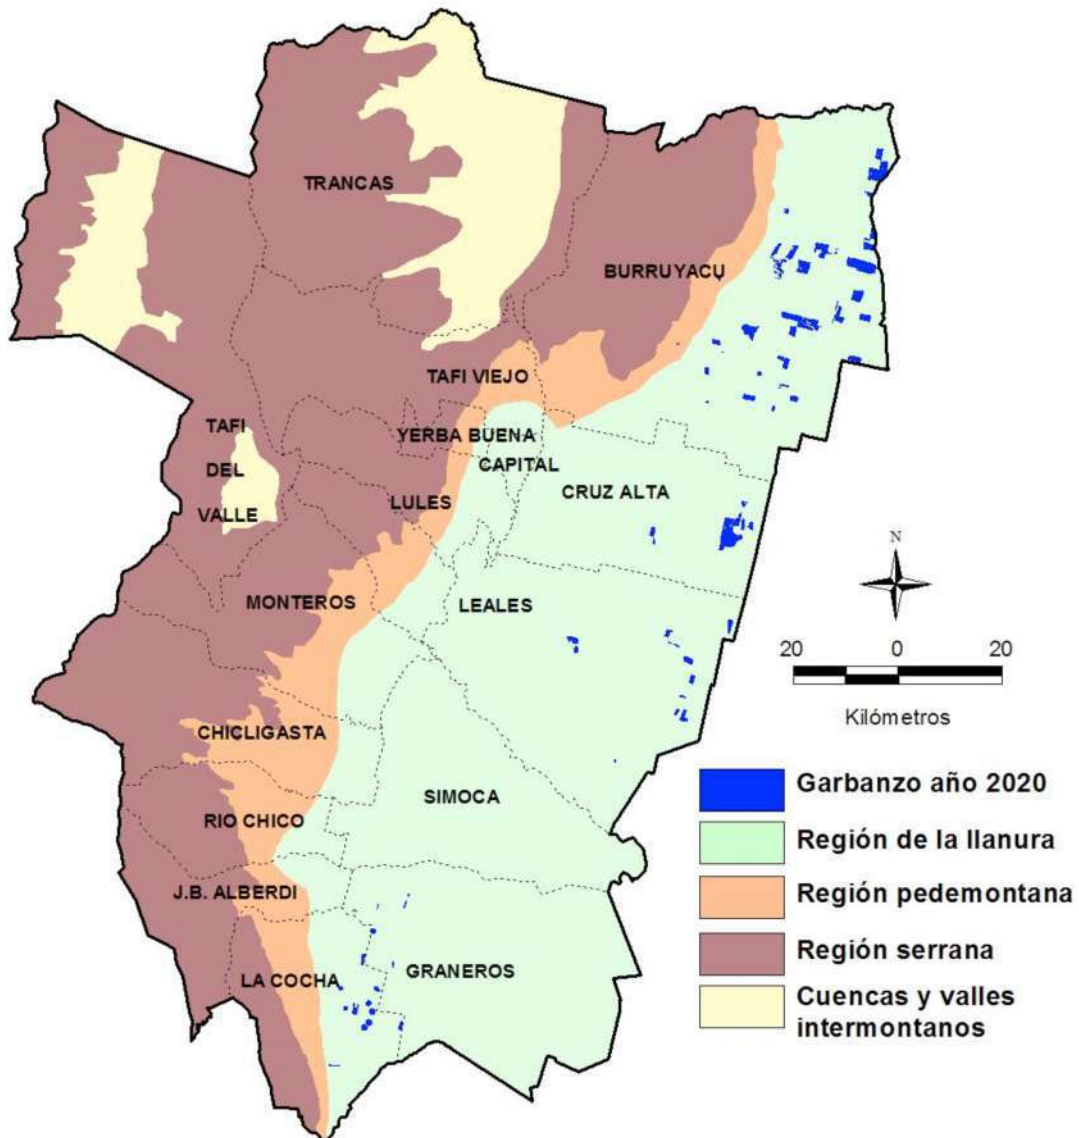 TRANCAS
BURRUYACU
TAFI VIEJO
TAFI
DEL
VALLE
YERBA BUENA
CAPITAL
CRUZ ALTA
LULES
MONTEROS
LEALES
N
20 0 20
Kilómetros
CHICLIGASTA
SIMOCA
RIO CHICO
J.B. ALBERDI
LA COCHA
GRANEROS
Garbanzo año 2020
Región de la llanura
Región pedemontana
Región serrana
Cuencas y valles
intermontanos